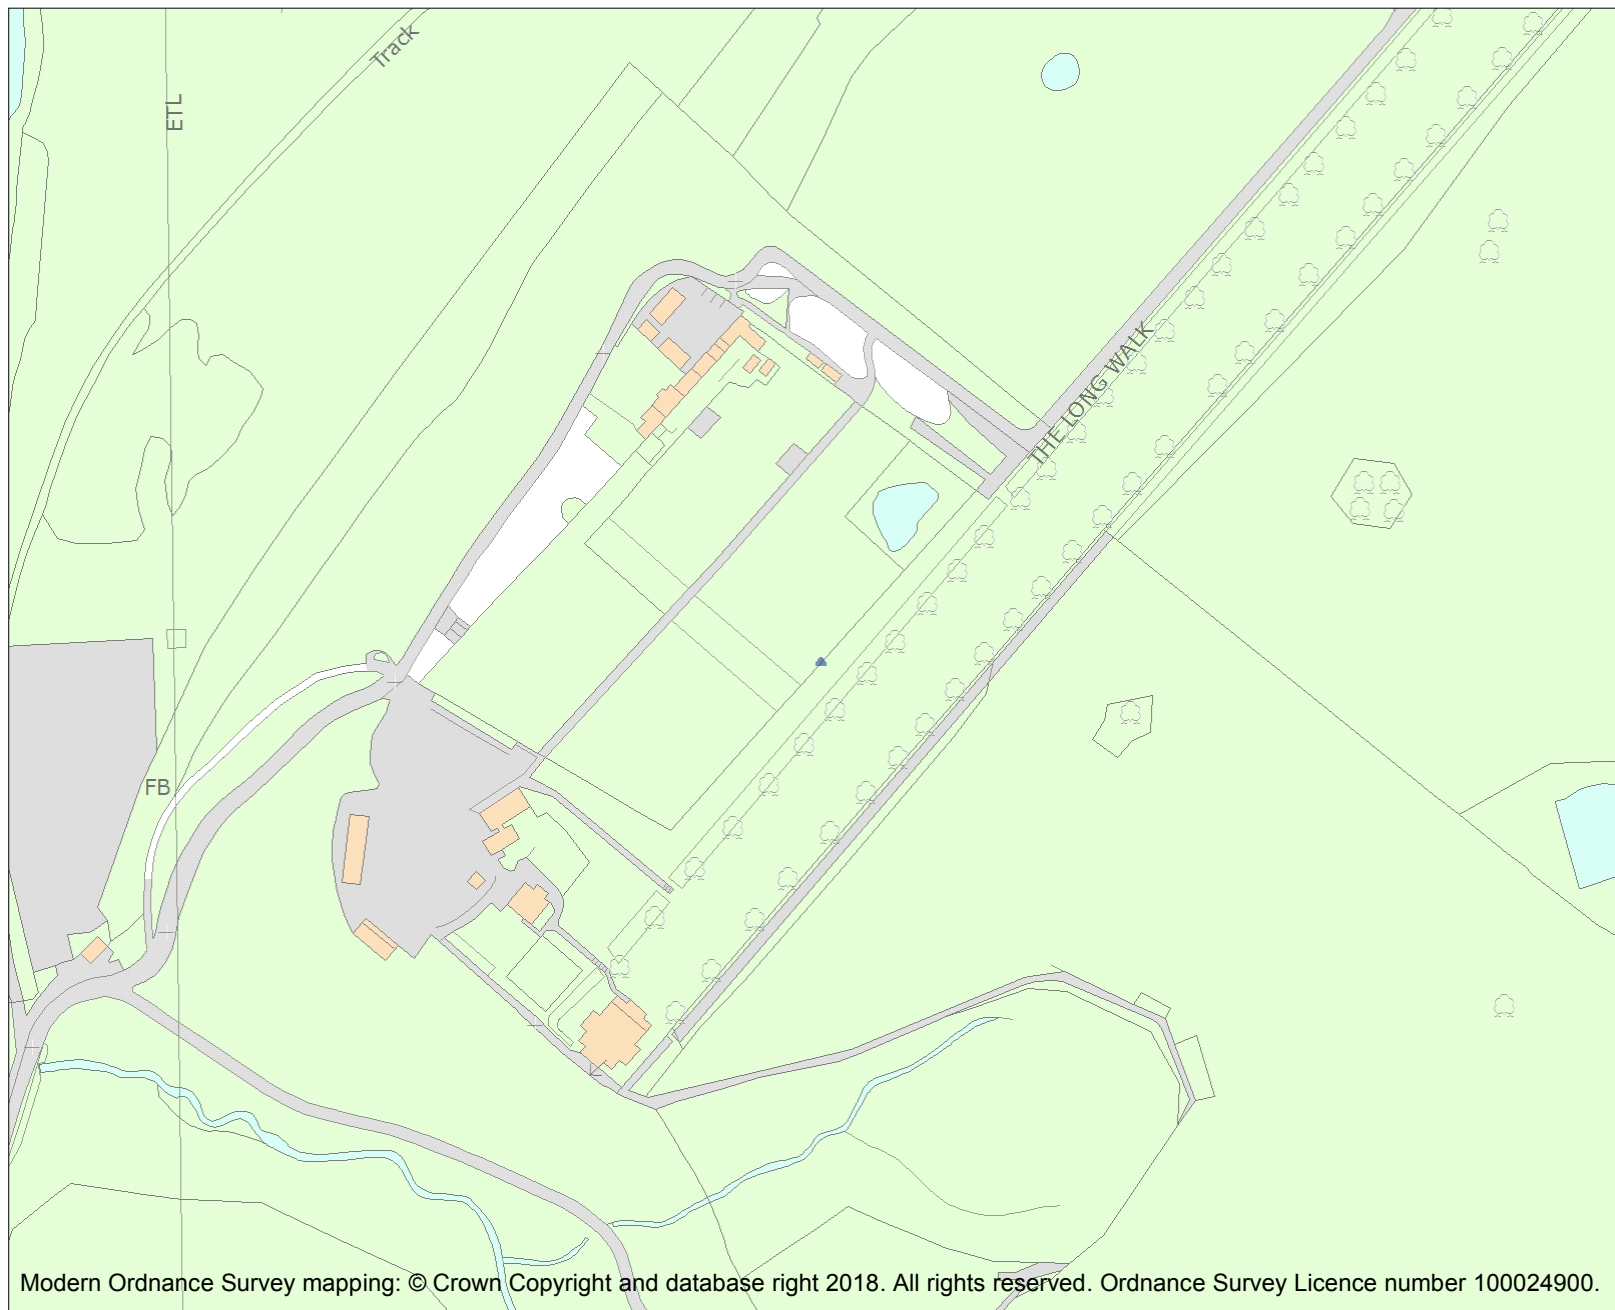 Track
ETL
THE LONG WALK
FB
Modern Ordnance Survey mapping: © Crown Copyright and database right 2018. All rights reserved. Ordnance Survey Licence number 100024900.